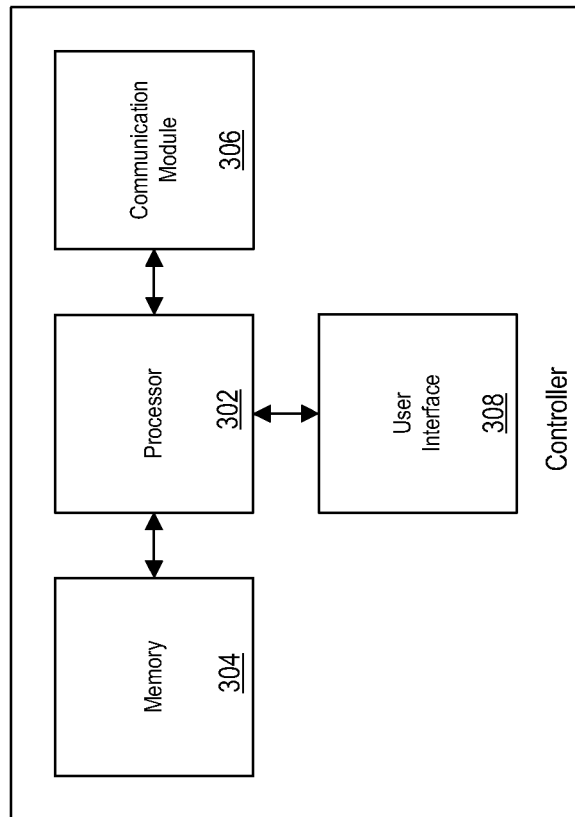 Memory
304
Processor
302
Communication
Module
306
User
Interface
308
Controller